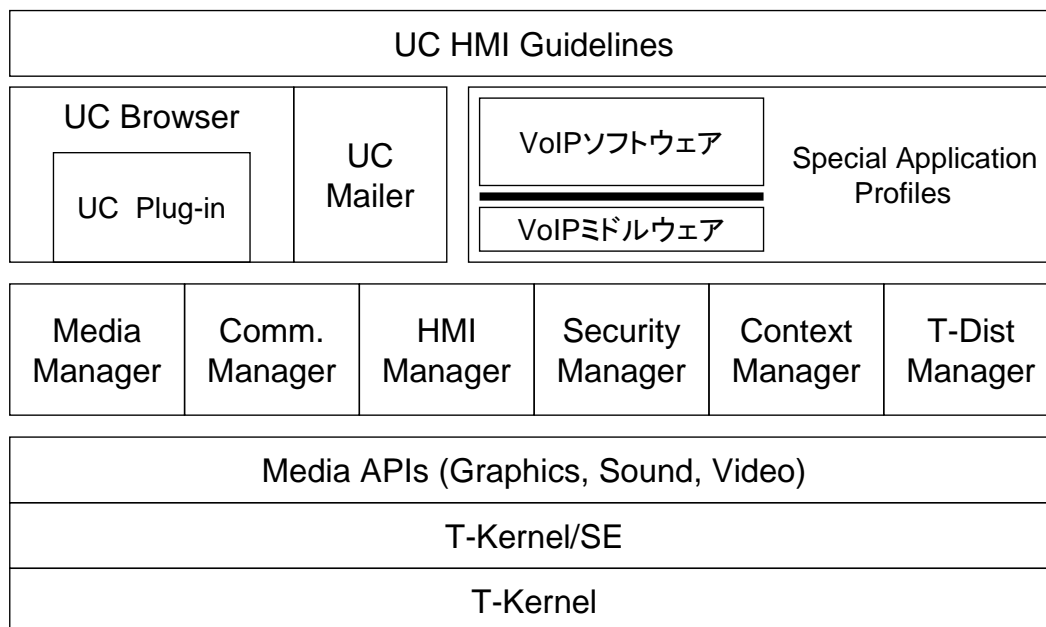 UC HMI Guidelines
UC Browser
UC Plug-in
UC
Mailer
VoIPソフトウェア
VoIPミドルウェア
Special Application
Profiles
Media
Manager
Comm.
Manager
HMI
Manager
Security
Manager
Context
Manager
T-Dist
Manager
Media APIs (Graphics, Sound, Video)
T-Kernel/SE
T-Kernel